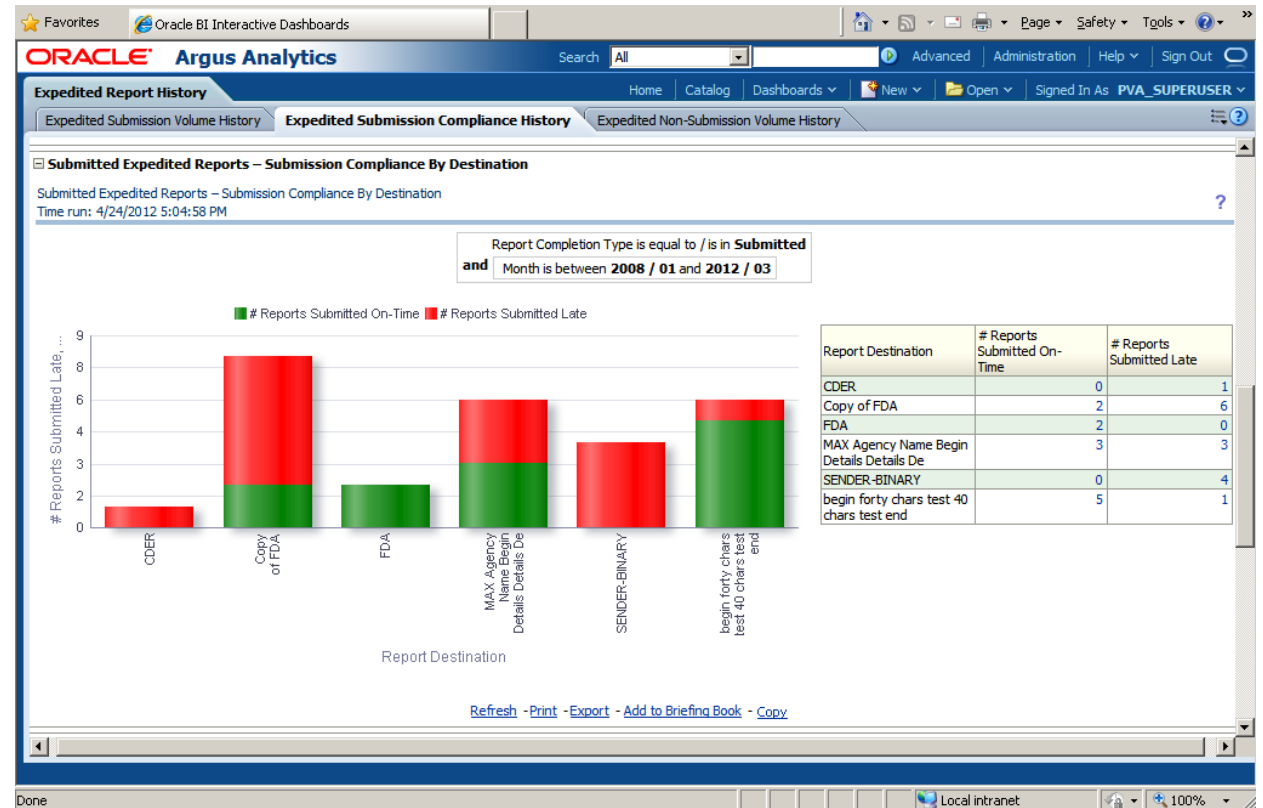 Favorites Oracle BI Interactive Dashboards Page Safety Tools »
ORACLE Argus Analytics Search All Advanced Administration Help Sign Out
Expedited Report History Home Catalog Dashboards New Open Signed In As PVA_SUPERUSER
Expedited Submission Volume History Expedited Submission Compliance History Expedited Non-Submission Volume History
Submitted Expedited Reports – Submission Compliance By Destination
Submitted Expedited Reports – Submission Compliance By Destination
Time run: 4/24/2012 5:04:58 PM
?
Report Completion Type is equal to / is in Submitted
and Month is between 2008 / 01 and 2012 / 03
# Reports Submitted On-Time # Reports Submitted Late
# Reports Submitted Late, ...
9
8
6
4
3
2
0
CDER
Copy
of FDA
FDA
MAX Agency
Name Begin
Details Details De
SENDER-BINARY
begin forty chars
test 40 chars test
end
Report Destination
Report Destination # Reports Submitted On-Time # Reports Submitted Late
CDER 0 1
Copy of FDA 2 6
FDA 2 0
MAX Agency Name Begin Details Details De 3 3
SENDER-BINARY 0 4
begin forty chars test 40 chars test end 5 1
Refresh - Print - Export - Add to Briefing Book - Copy
Done Local intranet 100%